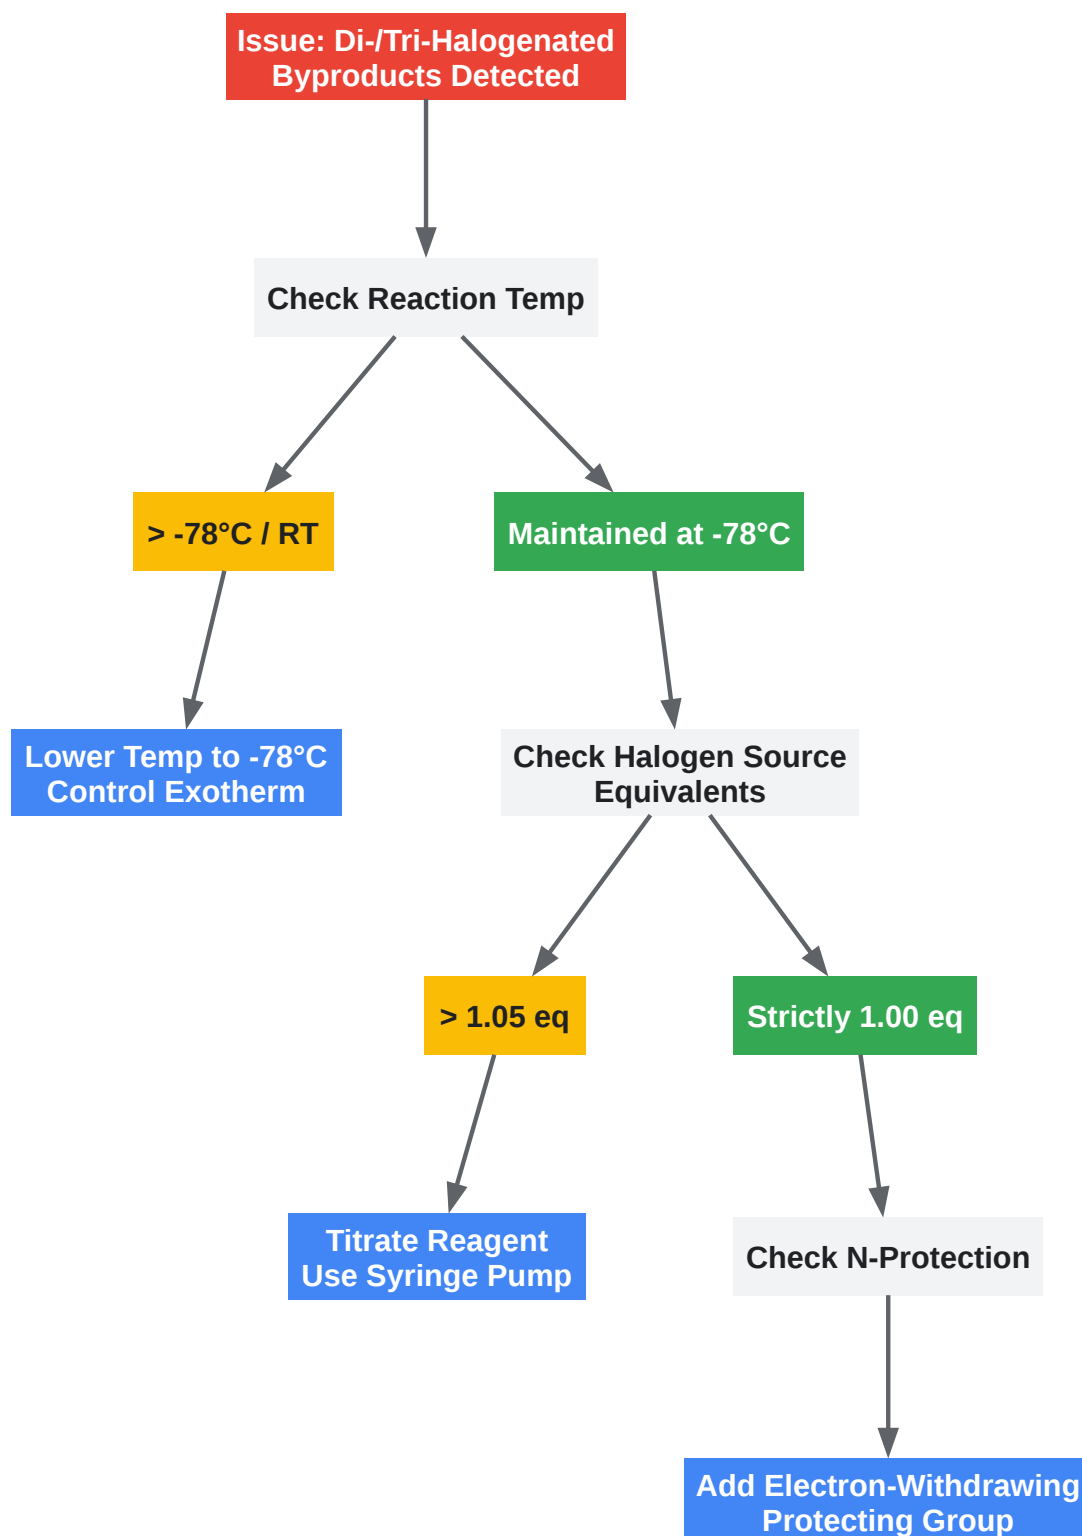 Issue: Di-/Tri-Halogenated
Byproducts Detected
Check Reaction Temp
> -78°C / RT
Maintained at -78°C
Lower Temp to -78°C
Control Exotherm
Check Halogen Source
Equivalents
> 1.05 eq
Strictly 1.00 eq
Titrate Reagent
Use Syringe Pump
Check N-Protection
Add Electron-Withdrawing
Protecting Group